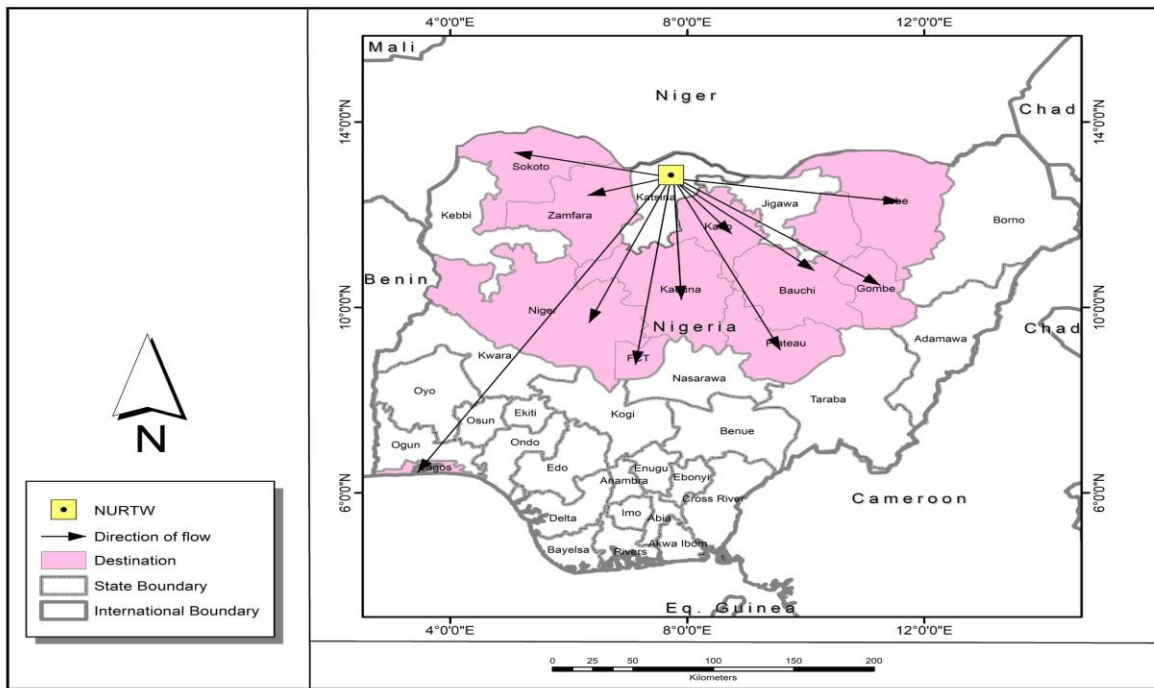 4°0'0"E 8°0'0"E 12°0'0"E
Mali
Niger
Chad
14°0'0"N 14°0'0"N
Sokoto
Katsina
Jigawa
Kebbi
Zamfara
Kano
Borno
Benin
Kaduna
Bauchi
Gombe
10°0'0"N 10°0'0"N
Niger
Nigeria
Chad
Adamawa
Kwara
FCT
Plateau
Nasarawa
Oyo
Taraba
Osun
Ekiti
Kogi
Benue
Ogun
Ondo
Lagos
Edo
Enugu
Anambra
Ebonyi
Cross River
6°0'0"N 6°0'0"N
Cameroon
Imo
Abia
Delta
Bayelsa
Rivers
Akwa Ibom
Eq. Guinea
4°0'0"E 8°0'0"E 12°0'0"E
N
NURTW
Direction of flow
Destination
State Boundary
International Boundary
0 25 50 100 150 200
Kilometers